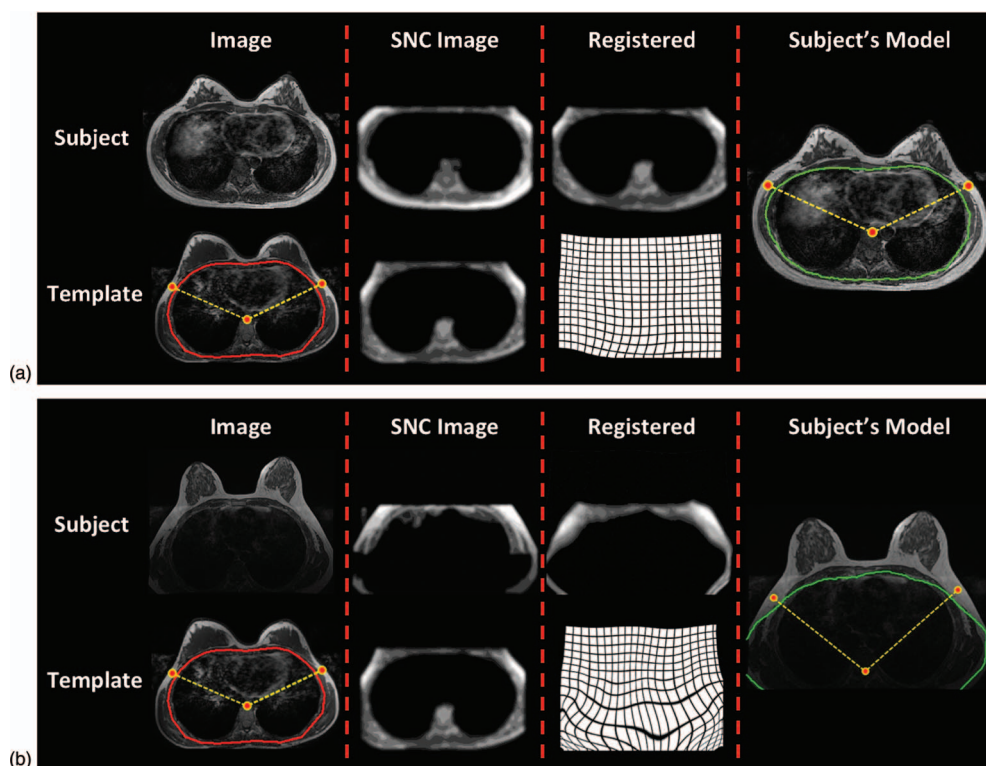 Image SNC Image Registered Subject's Model
Subject
Template
(a)
Image SNC Image Registered Subject's Model
Subject
Template
(b)